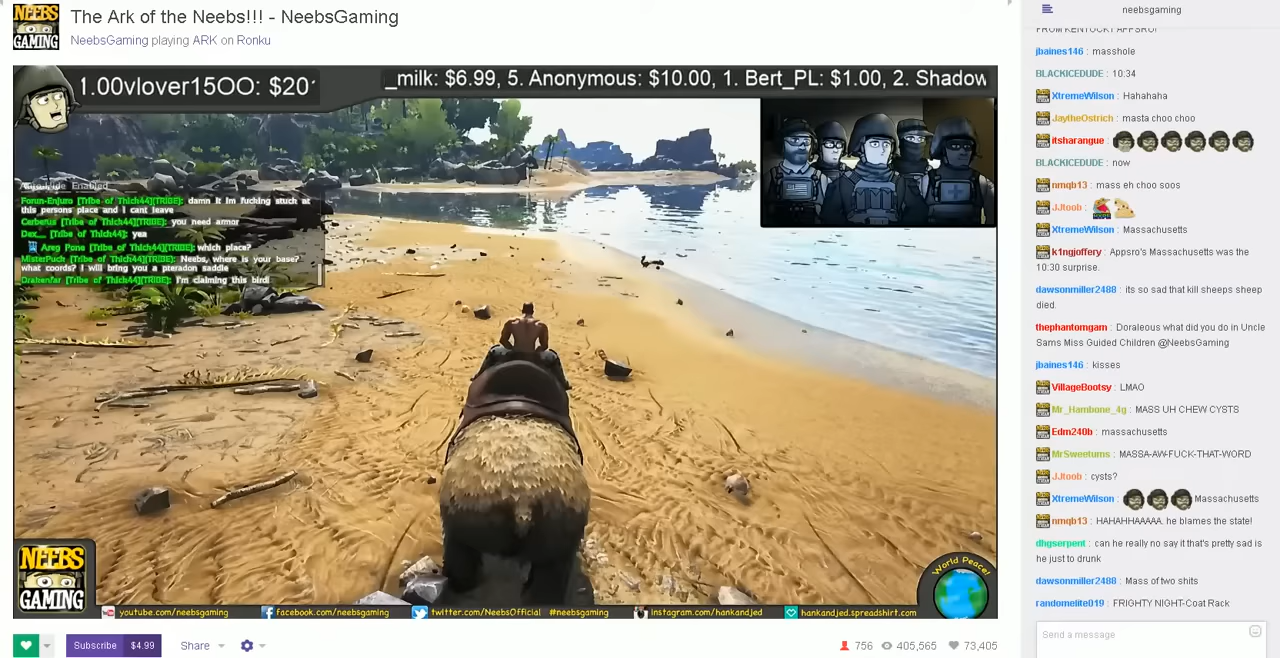 NEEBS
GAMING
The Ark of the Neebs!!! - NeebsGaming
NeebsGaming playing ARK on Ronku
1.00vlover15OO: $20
_milk: $6.99, 5. Anonymous: $10.00, 1. Bert_PL: $1.00, 2. Shadow
Enabled
Forun-Enjuro [Tribe of Thich44][TRIBE]: damn it im fucking stuck at
this persons place and i cant leave
Cerberus [Tribe of Thich44][TRIBE]: you need armor
Dex__ [Tribe of Thich44]: yea
Areg Pone [Tribe of Thich44][TRIBE]: which place?
MisterPuch [Tribe of Thich44][TRIBE]: Neebs, where is your base?
what coords? I will bring you a pteradon saddle
[Tribe of Thich44][TRIBE]: I'm claiming this bird!
NEEBS
GAMING
World Peace!
youtube.com/neebsgaming
facebook.com/neebsgaming
twitter.com/NeebsOfficial #neebsgaming
instagram.com/hankandjed
hankandjed.spreadshirt.com
Subscribe $4.99
Share
756 405,565 73,405
neebsgaming
FROM KENTUCKY APPSRO!
jbaines146 : masshole
BLACKICEDUDE : 10:34
XtremeWilson : Hahahaha
JaytheOstrich : masta choo choo
itsharangue :
BLACKICEDUDE : now
nmqb13 : mass eh choo soos
JJtoob :
XtremeWilson : Massachusetts
k1ngjoffery : Appsro's Massachusetts was the
10:30 surprise.
dawsonmiller2488 : its so sad that kill sheeps sheep
died.
thephantomgam : Doraleous what did you do in Uncle
Sams Miss Guided Children @NeebsGaming
jbaines146 : kisses
VillageBootsy : LMAO
Mr_Hambone_4g : MASS UH CHEW CYSTS
Edm240b : massachusetts
MrSweetums : MASSA-AW-FUCK-THAT-WORD
JJtoob : cysts?
XtremeWilson : Massachusetts
nmqb13 : HAHAHHAAAAA. he blames the state!
dhgserpent : can he really no say it that's pretty sad is
he just to drunk
dawsonmiller2488 : Mass of two shits
randomelite019 : FRIGHTY NIGHT-Coat Rack
Send a message